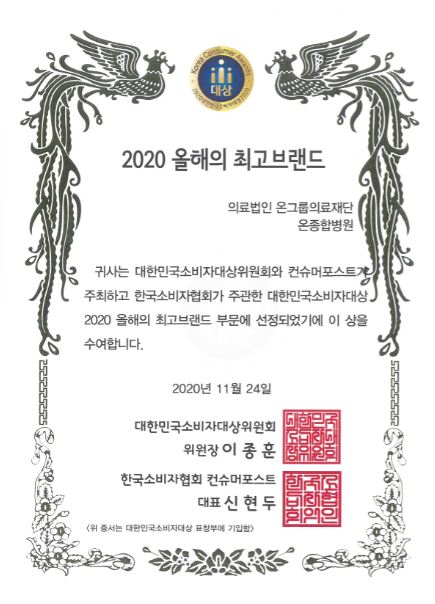 Korea Consumer Awards
대상
2020 올해의 최고브랜드
의료법인 온그룹의료재단
온종합병원
귀사는 대한민국소비자대상위원회와 컨슈머포스트가
주최하고 한국소비자협회가 주관한 대한민국소비자대상
2020 올해의 최고브랜드 부문에 선정되었기에 이 상을
수여합니다.
2020년 11월 24일
대한민국소비자대상위원회
위원장 이 종 훈
한국소비자협회 컨슈머포스트
대표 신 현 두
〈위 증서는 대한민국소비자대상 표창부에 기입함〉